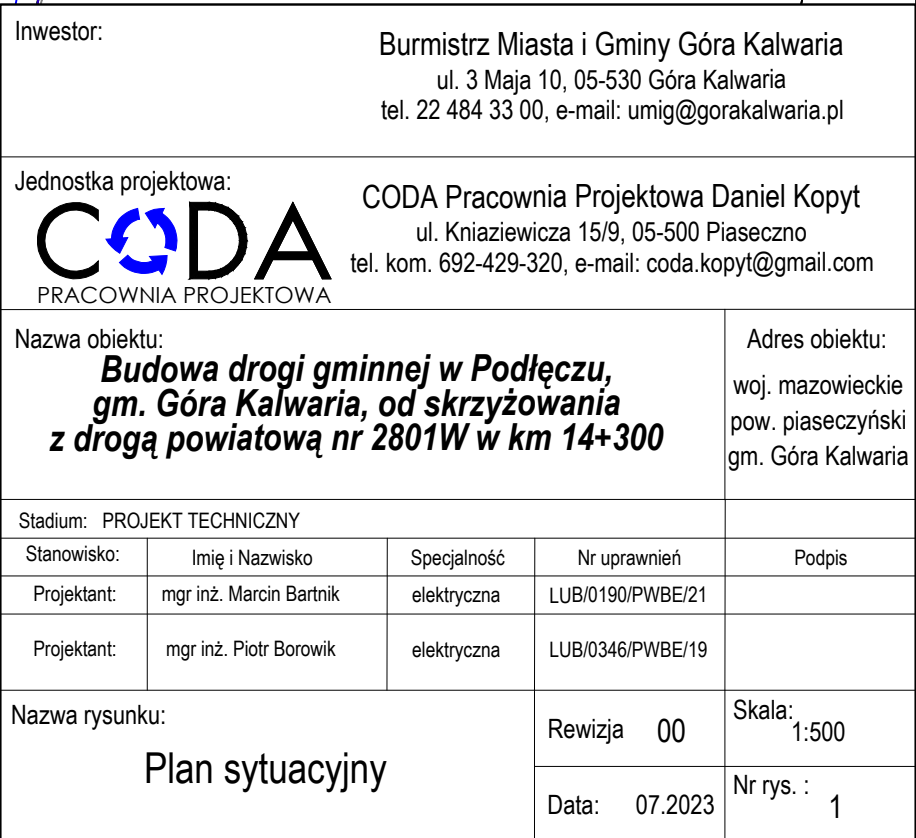 Inwestor:
Burmistrz Miasta i Gminy Góra Kalwaria
ul. 3 Maja 10, 05-530 Góra Kalwaria
tel. 22 484 33 00, e-mail: umig@gorakalwaria.pl
Jednostka projektowa:
CODA
PRACOWNIA PROJEKTOWA
CODA Pracownia Projektowa Daniel Kopyt
ul. Kniaziewicza 15/9, 05-500 Piaseczno
tel. kom. 692-429-320, e-mail: coda.kopyt@gmail.com
Nazwa obiektu:
Budowa drogi gminnej w Podłęczu,
gm. Góra Kalwaria, od skrzyżowania
z drogą powiatową nr 2801W w km 14+300
Adres obiektu:
woj. mazowieckie
pow. piaseczyński
gm. Góra Kalwaria
Stadium: PROJEKT TECHNICZNY
Stanowisko: Imię i Nazwisko Specjalność Nr uprawnień Podpis
Projektant: mgr inż. Marcin Bartnik elektryczna LUB/0190/PWBE/21
Projektant: mgr inż. Piotr Borowik elektryczna LUB/0346/PWBE/19
Nazwa rysunku:
Plan sytuacyjny
Rewizja 00
Skala:
1:500
Data: 07.2023
Nr rys. :
1